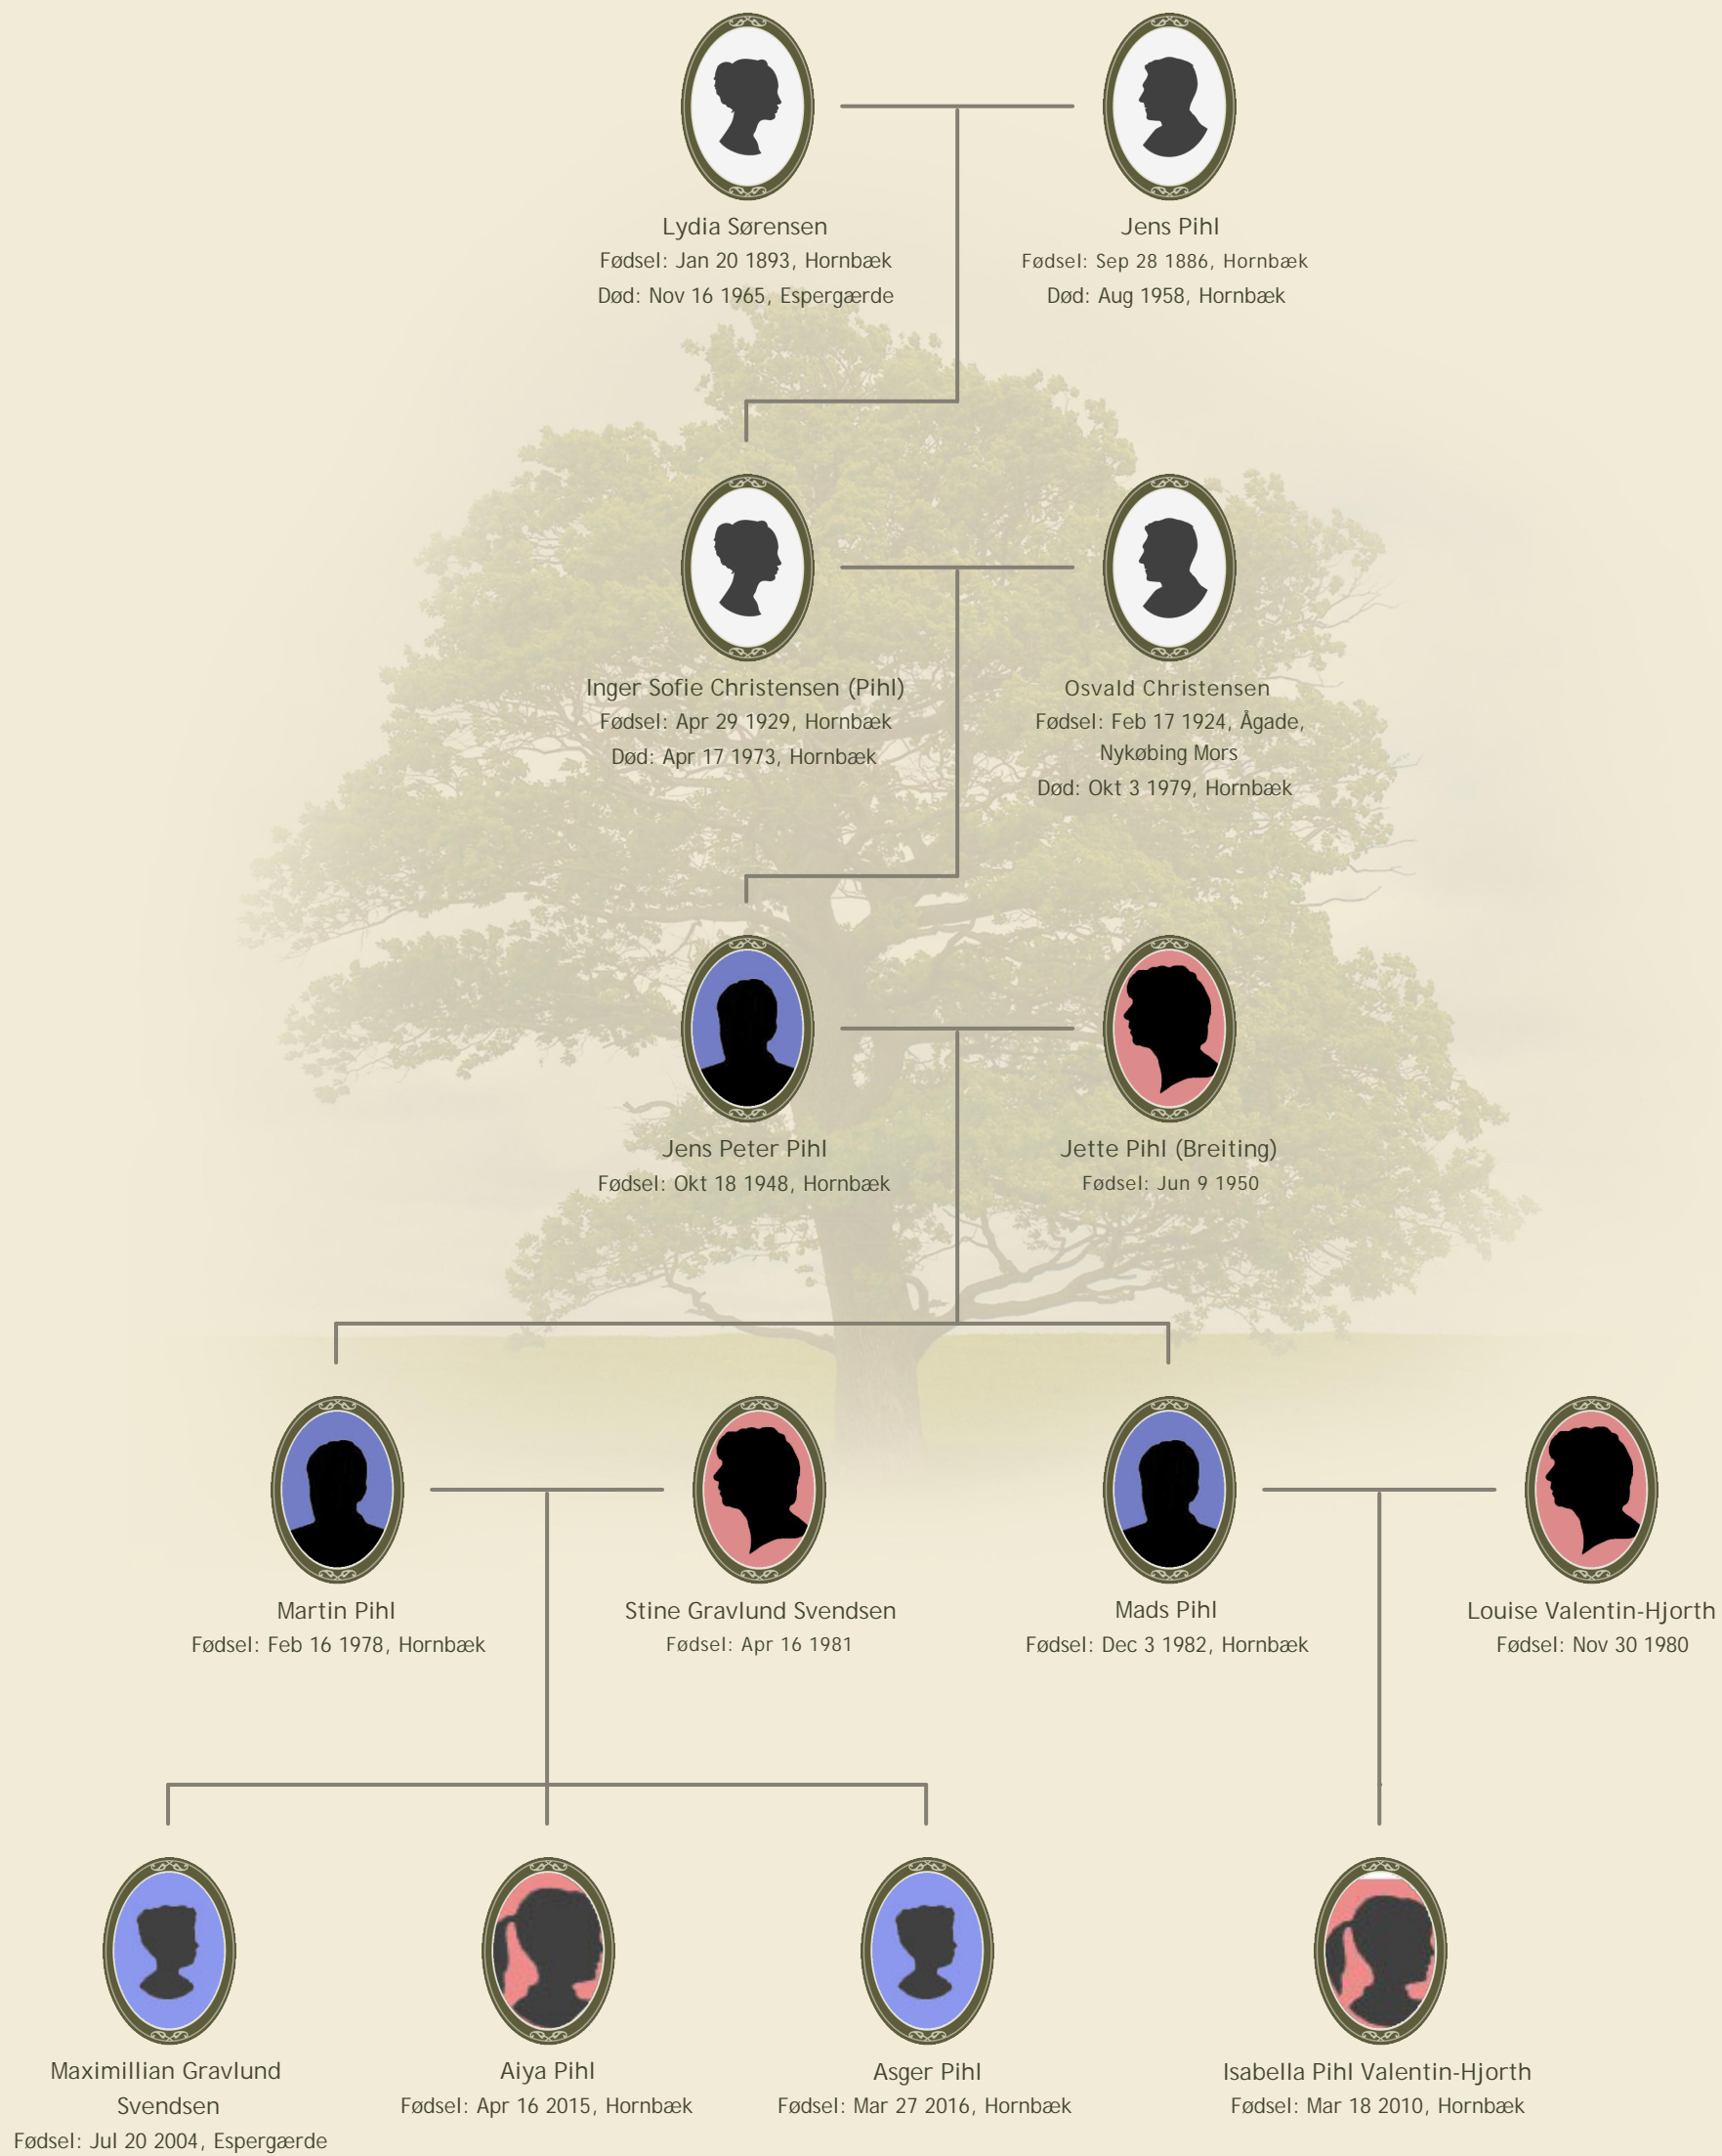 Lydia Sørensen
Fødsel: Jan 20 1893, Hornbæk
Død: Nov 16 1965, Espergærde
Jens Pihl
Fødsel: Sep 28 1886, Hornbæk
Død: Aug 1958, Hornbæk
Inger Sofie Christensen (Pihl)
Fødsel: Apr 29 1929, Hornbæk
Død: Apr 17 1973, Hornbæk
Osvald Christensen
Fødsel: Feb 17 1924, Ågade,
Nykøbing Mors
Død: Okt 3 1979, Hornbæk
Jens Peter Pihl
Fødsel: Okt 18 1948, Hornbæk
Jette Pihl (Breiting)
Fødsel: Jun 9 1950
Martin Pihl
Fødsel: Feb 16 1978, Hornbæk
Stine Gravlund Svendsen
Fødsel: Apr 16 1981
Mads Pihl
Fødsel: Dec 3 1982, Hornbæk
Louise Valentin-Hjorth
Fødsel: Nov 30 1980
Maximillian Gravlund
Svendsen
Fødsel: Jul 20 2004, Espergærde
Aiya Pihl
Fødsel: Apr 16 2015, Hornbæk
Asger Pihl
Fødsel: Mar 27 2016, Hornbæk
Isabella Pihl Valentin-Hjorth
Fødsel: Mar 18 2010, Hornbæk